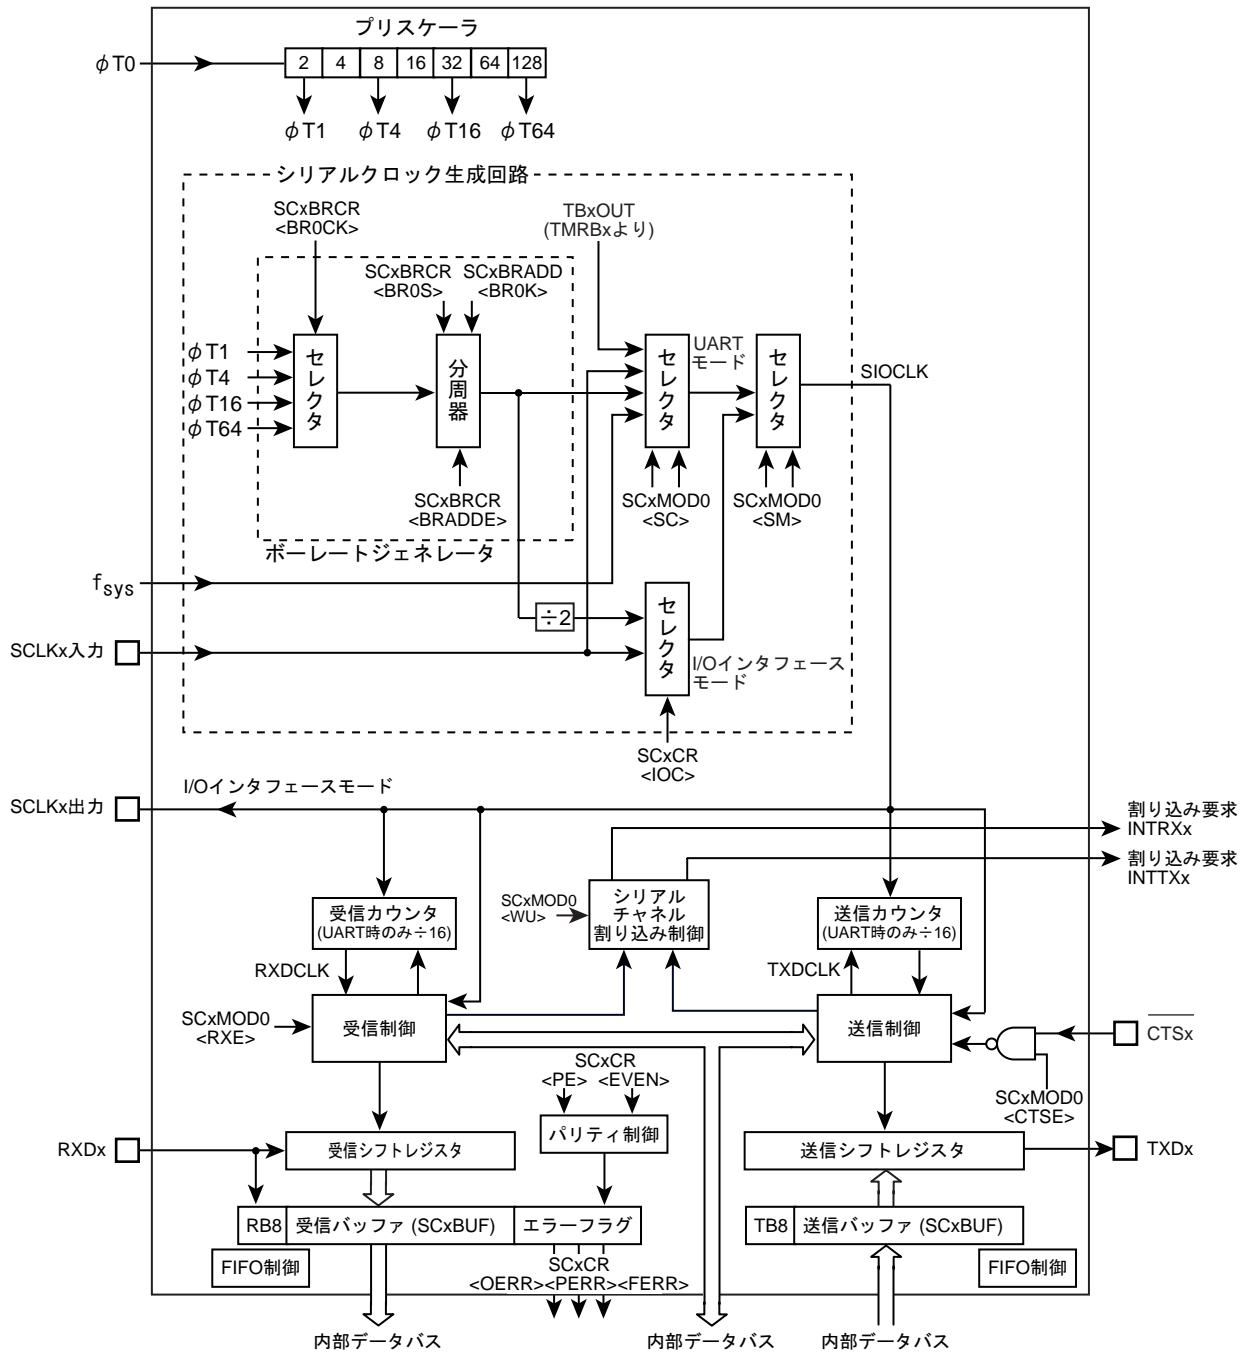 プリスケーラ
φT0
2 4 8 16 32 64 128
φT1 φT4 φT16 φT64
シリアルクロック生成回路
SCxBRCR
<BR0CK>
TBxOUT
(TMRBxより)
SCxBRCR
<BR0S>
SCxBRADD
<BR0K>
φT1
φT4
φT16
φT64
セレクタ
分周器
セレクタ
UART
モード
セレクタ
SIOCLK
SCxBRCR
<BRADDE>
SCxMOD0
<SC>
SCxMOD0
<SM>
ボーレートジェネレータ
fsys
÷2
セレクタ
SCLKx入力
I/Oインタフェース
モード
SCxCR
<IOC>
I/Oインタフェースモード
SCLKx出力
割り込み要求
INTRXx
割り込み要求
INTTXx
受信カウンタ
(UART時のみ÷16)
SCxMOD0
<WU>
シリアル
チャネル
割り込み制御
送信カウンタ
(UART時のみ÷16)
RXDCLK
TXDCLK
SCxMOD0
<RXE>
受信制御
送信制御
CTSx
SCxMOD0
<CTSE>
SCxCR
<PE> <EVEN>
パリティ制御
RXDx
受信シフトレジスタ
送信シフトレジスタ
TXDx
RB8 受信バッファ (SCxBUF) エラーフラグ
TB8 送信バッファ (SCxBUF)
FIFO制御
SCxCR
<OERR><PERR><FERR>
FIFO制御
内部データバス
内部データバス
内部データバス